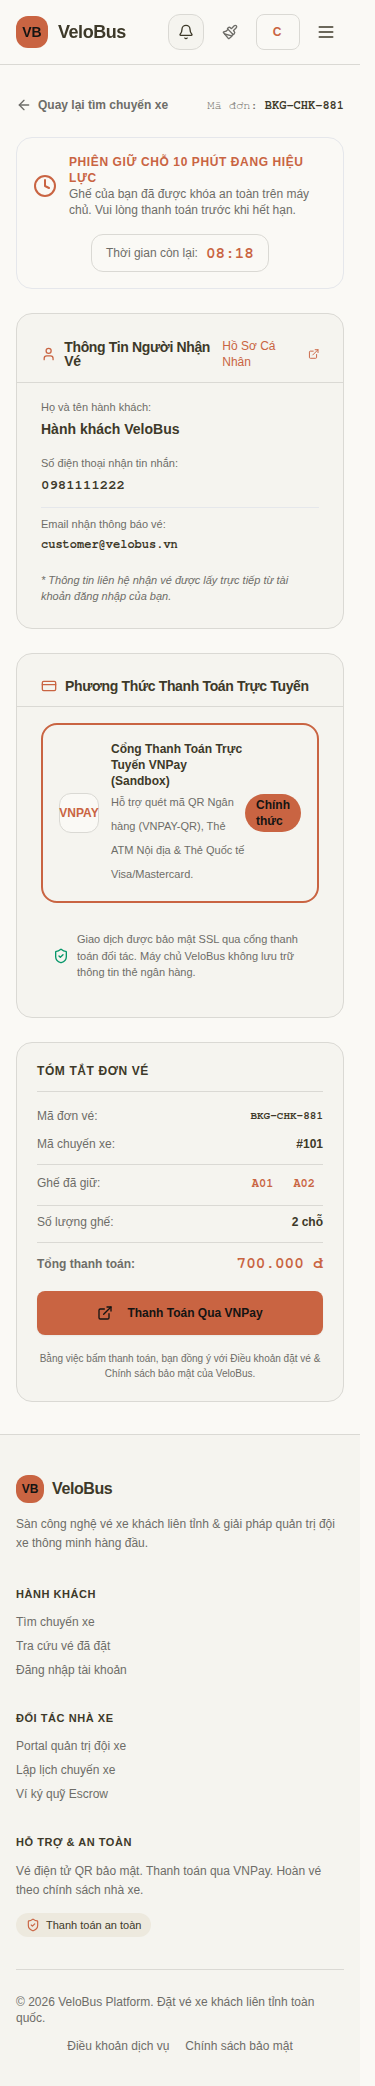 VB VeloBus C
Quay lại tìm chuyến xe Mã đơn: BKG-CHK-881
PHIÊN GIỮ CHỖ 10 PHÚT ĐANG HIỆU
LỰC
Ghế của bạn đã được khóa an toàn trên máy
chủ. Vui lòng thanh toán trước khi hết hạn.
Thời gian còn lại: 08:18
Thông Tin Người Nhận
Vé
Hồ Sơ Cá
Nhân
Họ và tên hành khách:
Hành khách VeloBus
Số điện thoại nhận tin nhắn:
0981111222
Email nhận thông báo vé:
customer@velobus.vn
* Thông tin liên hệ nhận vé được lấy trực tiếp từ tài
khoản đăng nhập của bạn.
Phương Thức Thanh Toán Trực Tuyến
VNPAY
Cổng Thanh Toán Trực
Tuyến VNPay
(Sandbox)
Hỗ trợ quét mã QR Ngân
hàng (VNPAY-QR), Thẻ
ATM Nội địa & Thẻ Quốc tế
Visa/Mastercard.
Chính
thức
Giao dịch được bảo mật SSL qua cổng thanh
toán đối tác. Máy chủ VeloBus không lưu trữ
thông tin thẻ ngân hàng.
TÓM TẮT ĐƠN VÉ
Mã đơn vé: BKG-CHK-881
Mã chuyến xe: #101
Ghế đã giữ: A01 A02
Số lượng ghế: 2 chỗ
Tổng thanh toán: 700.000 đ
Thanh Toán Qua VNPay
Bằng việc bấm thanh toán, bạn đồng ý với Điều khoản đặt vé &
Chính sách bảo mật của VeloBus.
VB VeloBus
Sàn công nghệ vé xe khách liên tỉnh & giải pháp quản trị đội
xe thông minh hàng đầu.
HÀNH KHÁCH
Tìm chuyến xe
Tra cứu vé đã đặt
Đăng nhập tài khoản
ĐỐI TÁC NHÀ XE
Portal quản trị đội xe
Lập lịch chuyến xe
Ví ký quỹ Escrow
HỖ TRỢ & AN TOÀN
Vé điện tử QR bảo mật. Thanh toán qua VNPay. Hoàn vé
theo chính sách nhà xe.
Thanh toán an toàn
© 2026 VeloBus Platform. Đặt vé xe khách liên tỉnh toàn
quốc.
Điều khoản dịch vụ Chính sách bảo mật